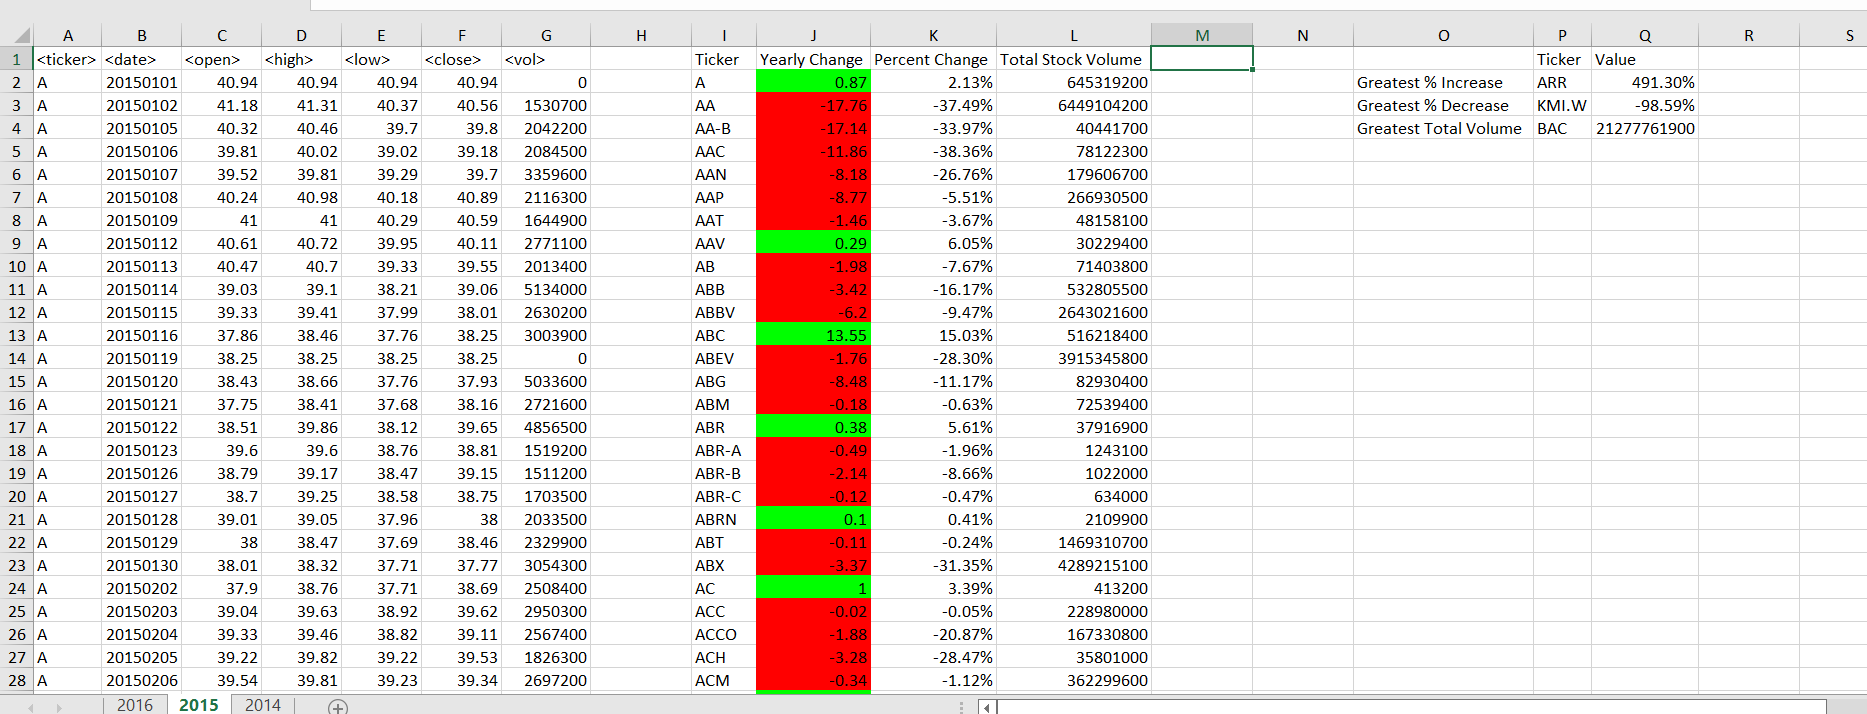 A B C D E F G H I J K L M N O P Q R S
1 <ticker> <date> <open> <high> <low> <close> <vol> Ticker Yearly Change Percent Change Total Stock Volume Ticker Value
2 A 20150101 40.94 40.94 40.94 40.94 0 A 0.87 2.13% 645319200 Greatest % Increase ARR 491.30%
3 A 20150102 41.18 41.31 40.37 40.56 1530700 AA -17.76 -37.49% 6449104200 Greatest % Decrease KMI.W -98.59%
4 A 20150105 40.32 40.46 39.7 39.8 2042200 AA-B -17.14 -33.97% 40441700 Greatest Total Volume BAC 21277761900
5 A 20150106 39.81 40.02 39.02 39.18 2084500 AAC -11.86 -38.36% 78122300
6 A 20150107 39.52 39.81 39.29 39.7 3359600 AAN -8.18 -26.76% 179606700
7 A 20150108 40.24 40.98 40.18 40.89 2116300 AAP -8.77 -5.51% 266930500
8 A 20150109 41 41 40.29 40.59 1644900 AAT -1.46 -3.67% 48158100
9 A 20150112 40.61 40.72 39.95 40.11 2771100 AAV 0.29 6.05% 30229400
10 A 20150113 40.47 40.7 39.33 39.55 2013400 AB -1.98 -7.67% 71403800
11 A 20150114 39.03 39.1 38.21 39.06 5134000 ABB -3.42 -16.17% 532805500
12 A 20150115 39.33 39.41 37.99 38.01 2630200 ABBV -6.2 -9.47% 2643021600
13 A 20150116 37.86 38.46 37.76 38.25 3003900 ABC 13.55 15.03% 516218400
14 A 20150119 38.25 38.25 38.25 38.25 0 ABEV -1.76 -28.30% 3915345800
15 A 20150120 38.43 38.66 37.76 37.93 5033600 ABG -8.48 -11.17% 82930400
16 A 20150121 37.75 38.41 37.68 38.16 2721600 ABM -0.18 -0.63% 72539400
17 A 20150122 38.51 39.86 38.12 39.65 4856500 ABR 0.38 5.61% 37916900
18 A 20150123 39.6 39.6 38.76 38.81 1519200 ABR-A -0.49 -1.96% 1243100
19 A 20150126 38.79 39.17 38.47 39.15 1511200 ABR-B -2.14 -8.66% 1022000
20 A 20150127 38.7 39.25 38.58 38.75 1703500 ABR-C -0.12 -0.47% 634000
21 A 20150128 39.01 39.05 37.96 38 2033500 ABRN 0.1 0.41% 2109900
22 A 20150129 38 38.47 37.69 38.46 2329900 ABT -0.11 -0.24% 1469310700
23 A 20150130 38.01 38.32 37.71 37.77 3054300 ABX -3.37 -31.35% 4289215100
24 A 20150202 37.9 38.76 37.71 38.69 2508400 AC 1 3.39% 413200
25 A 20150203 39.04 39.63 38.92 39.62 2950300 ACC -0.02 -0.05% 228980000
26 A 20150204 39.33 39.46 38.82 39.11 2567400 ACCO -1.88 -20.87% 167330800
27 A 20150205 39.22 39.82 39.22 39.53 1826300 ACH -3.28 -28.47% 35801000
28 A 20150206 39.54 39.81 39.23 39.34 2697200 ACM -0.34 -1.12% 362299600
2016 2015 2014